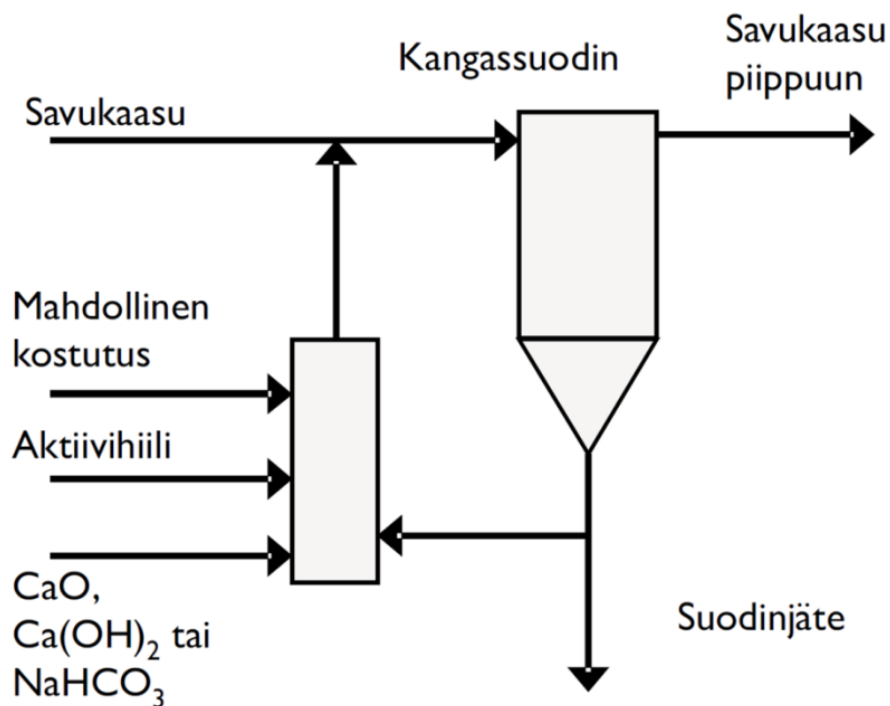 Savukaasu
piippuun
Kangassuodin
Savukaasu
Mahdollinen
kostutus
Aktiivihiili
CaO,
Ca(OH)₂ tai
NaHCO₃
Suodinjäte